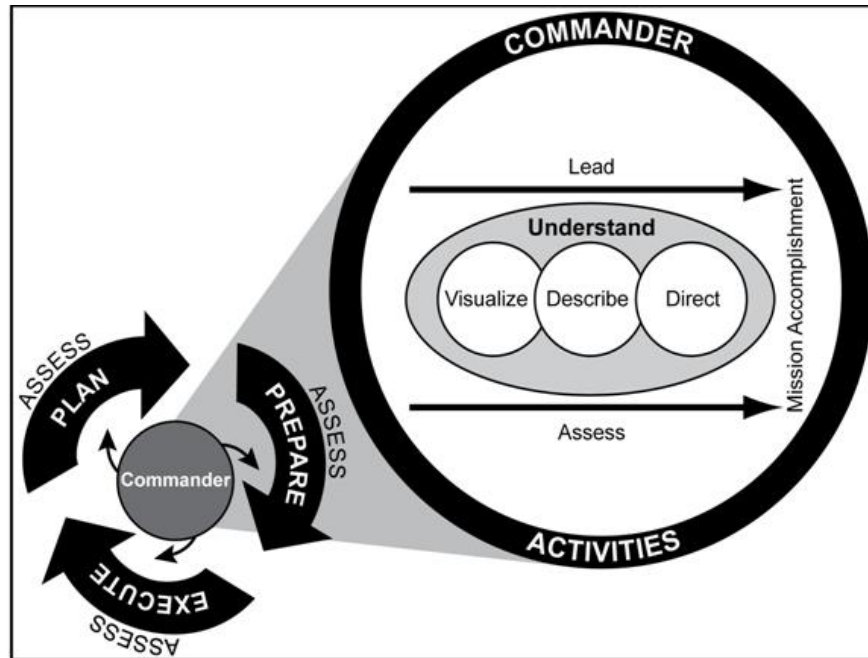 COMMANDER
Lead
Understand
Visualize
Describe
Direct
Mission Accomplishment
Assess
ACTIVITIES
ASSESS
PLAN
ASSESS
PREPARE
Commander
EXECUTE
ASSESS